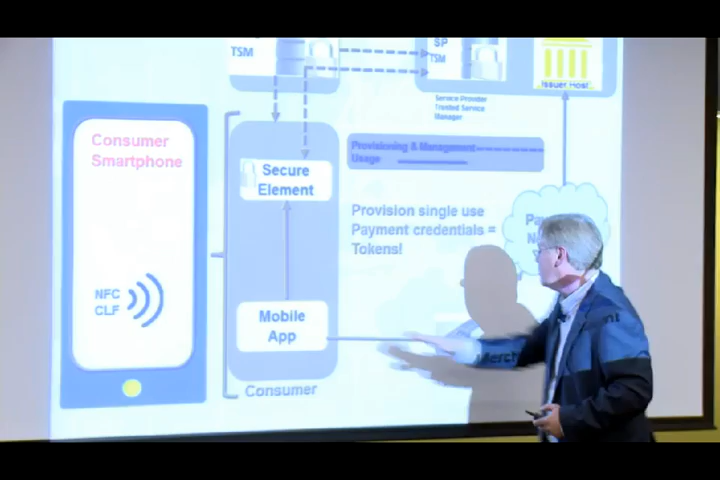 TSM
SP
TSM
Issuer Host
Service Provider
Trusted Service
Manager
Consumer
Smartphone
Provisioning & Management
Usage
Secure
Element
Provision single use
Payment credentials =
Tokens!
NFC
CLF
Mobile
App
Consumer